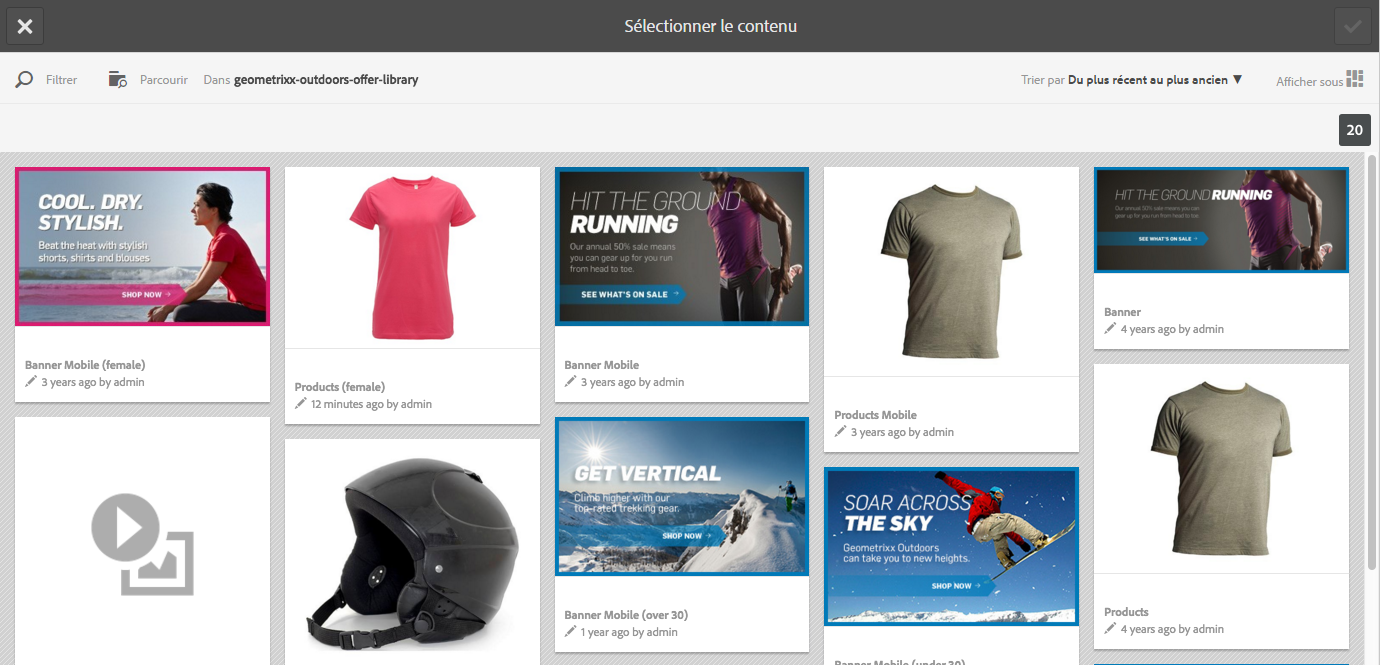 Sélectionner le contenu
Filtrer
Parcourir
Dans geometrixx-outdoors-offer-library
Trier par Du plus récent au plus ancien ▼
Afficher sous
20
COOL. DRY.
STYLISH.
Beat the heat with stylish
shorts, shirts and blouses
SHOP NOW →
Banner Mobile (female)
3 years ago by admin
Products (female)
12 minutes ago by admin
HIT THE GROUND
RUNNING
Our annual 50% sale means
you can gear up for you run
from head to toe.
SEE WHAT'S ON SALE →
Banner Mobile
3 years ago by admin
GET VERTICAL
Climb higher with our
top-rated trekking gear.
SHOP NOW →
Banner Mobile (over 30)
1 year ago by admin
Products Mobile
3 years ago by admin
SOAR ACROSS
THE SKY
Geometrixx Outdoors
can take you to new heights.
SHOP NOW →
Banner Mobile (under 30)
HIT THE GROUND RUNNING
Our annual 50% sale means you can
gear up for you run from head to toe.
SEE WHAT'S ON SALE →
Banner
4 years ago by admin
Products
4 years ago by admin